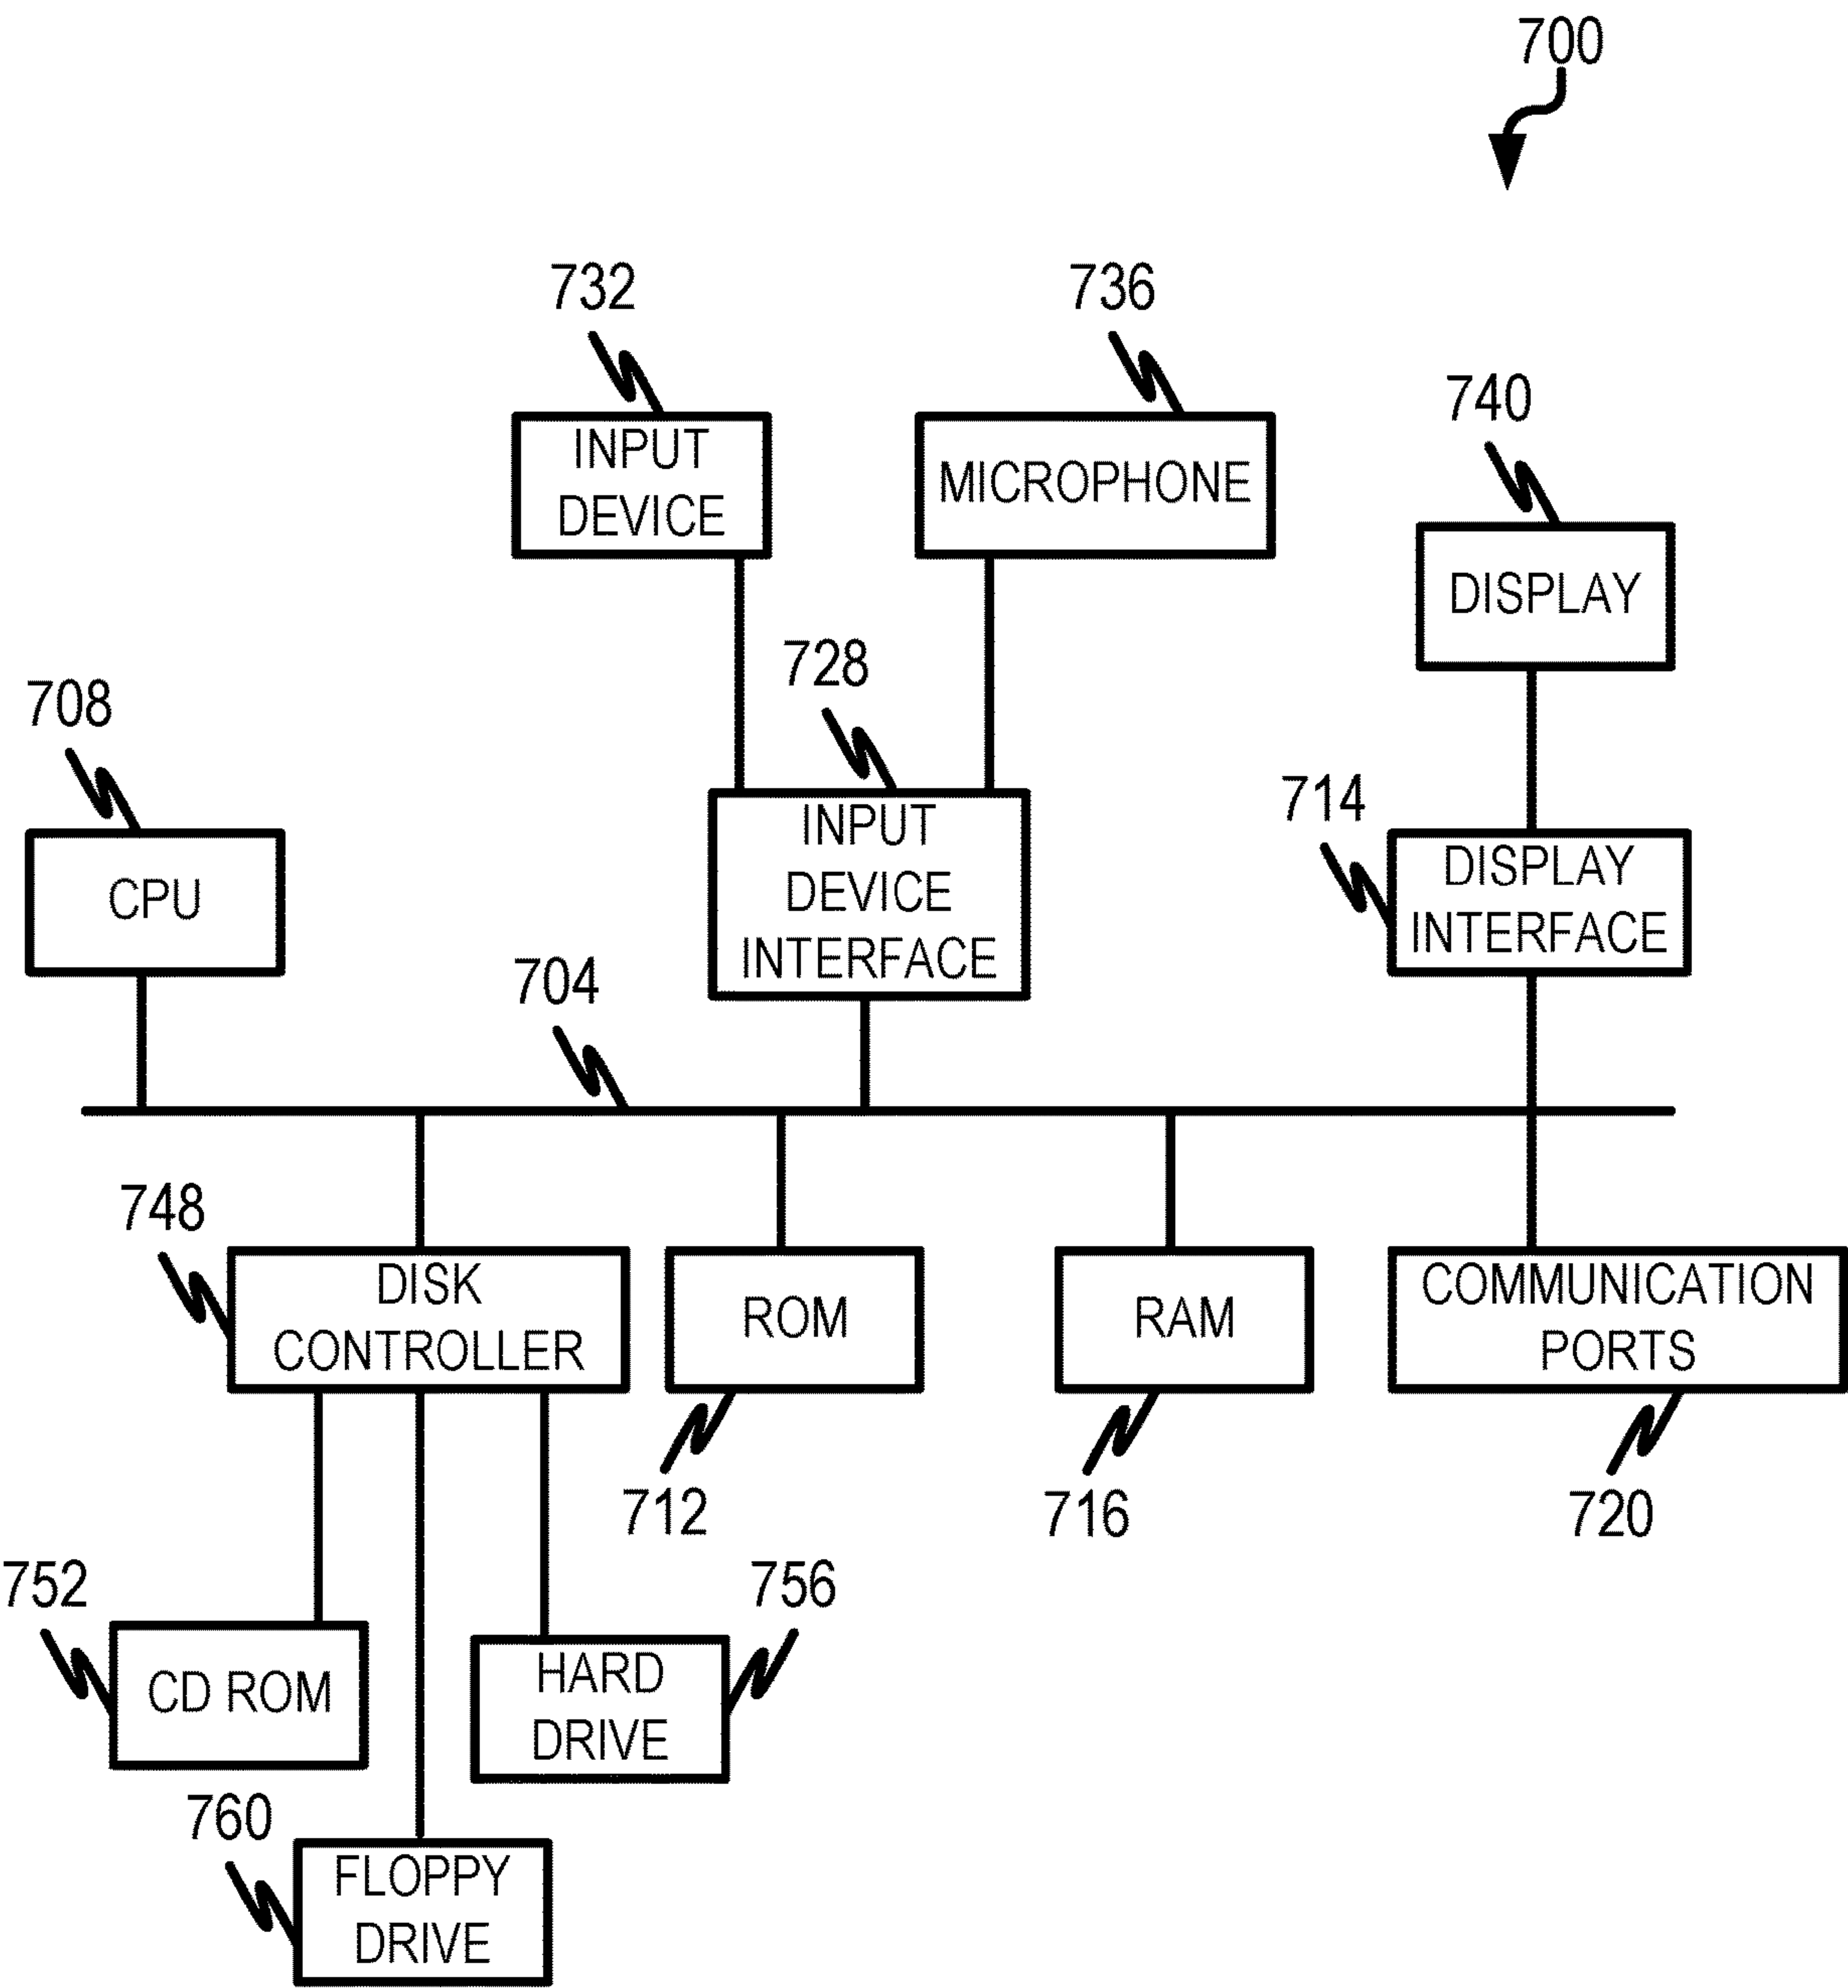 700
732
736
740
INPUT
DEVICE
MICROPHONE
DISPLAY
728
708
714
INPUT
DEVICE
INTERFACE
CPU
DISPLAY
INTERFACE
704
748
DISK
CONTROLLER
ROM
RAM
COMMUNICATION
PORTS
712
716
720
752
756
CD ROM
HARD
DRIVE
760
FLOPPY
DRIVE